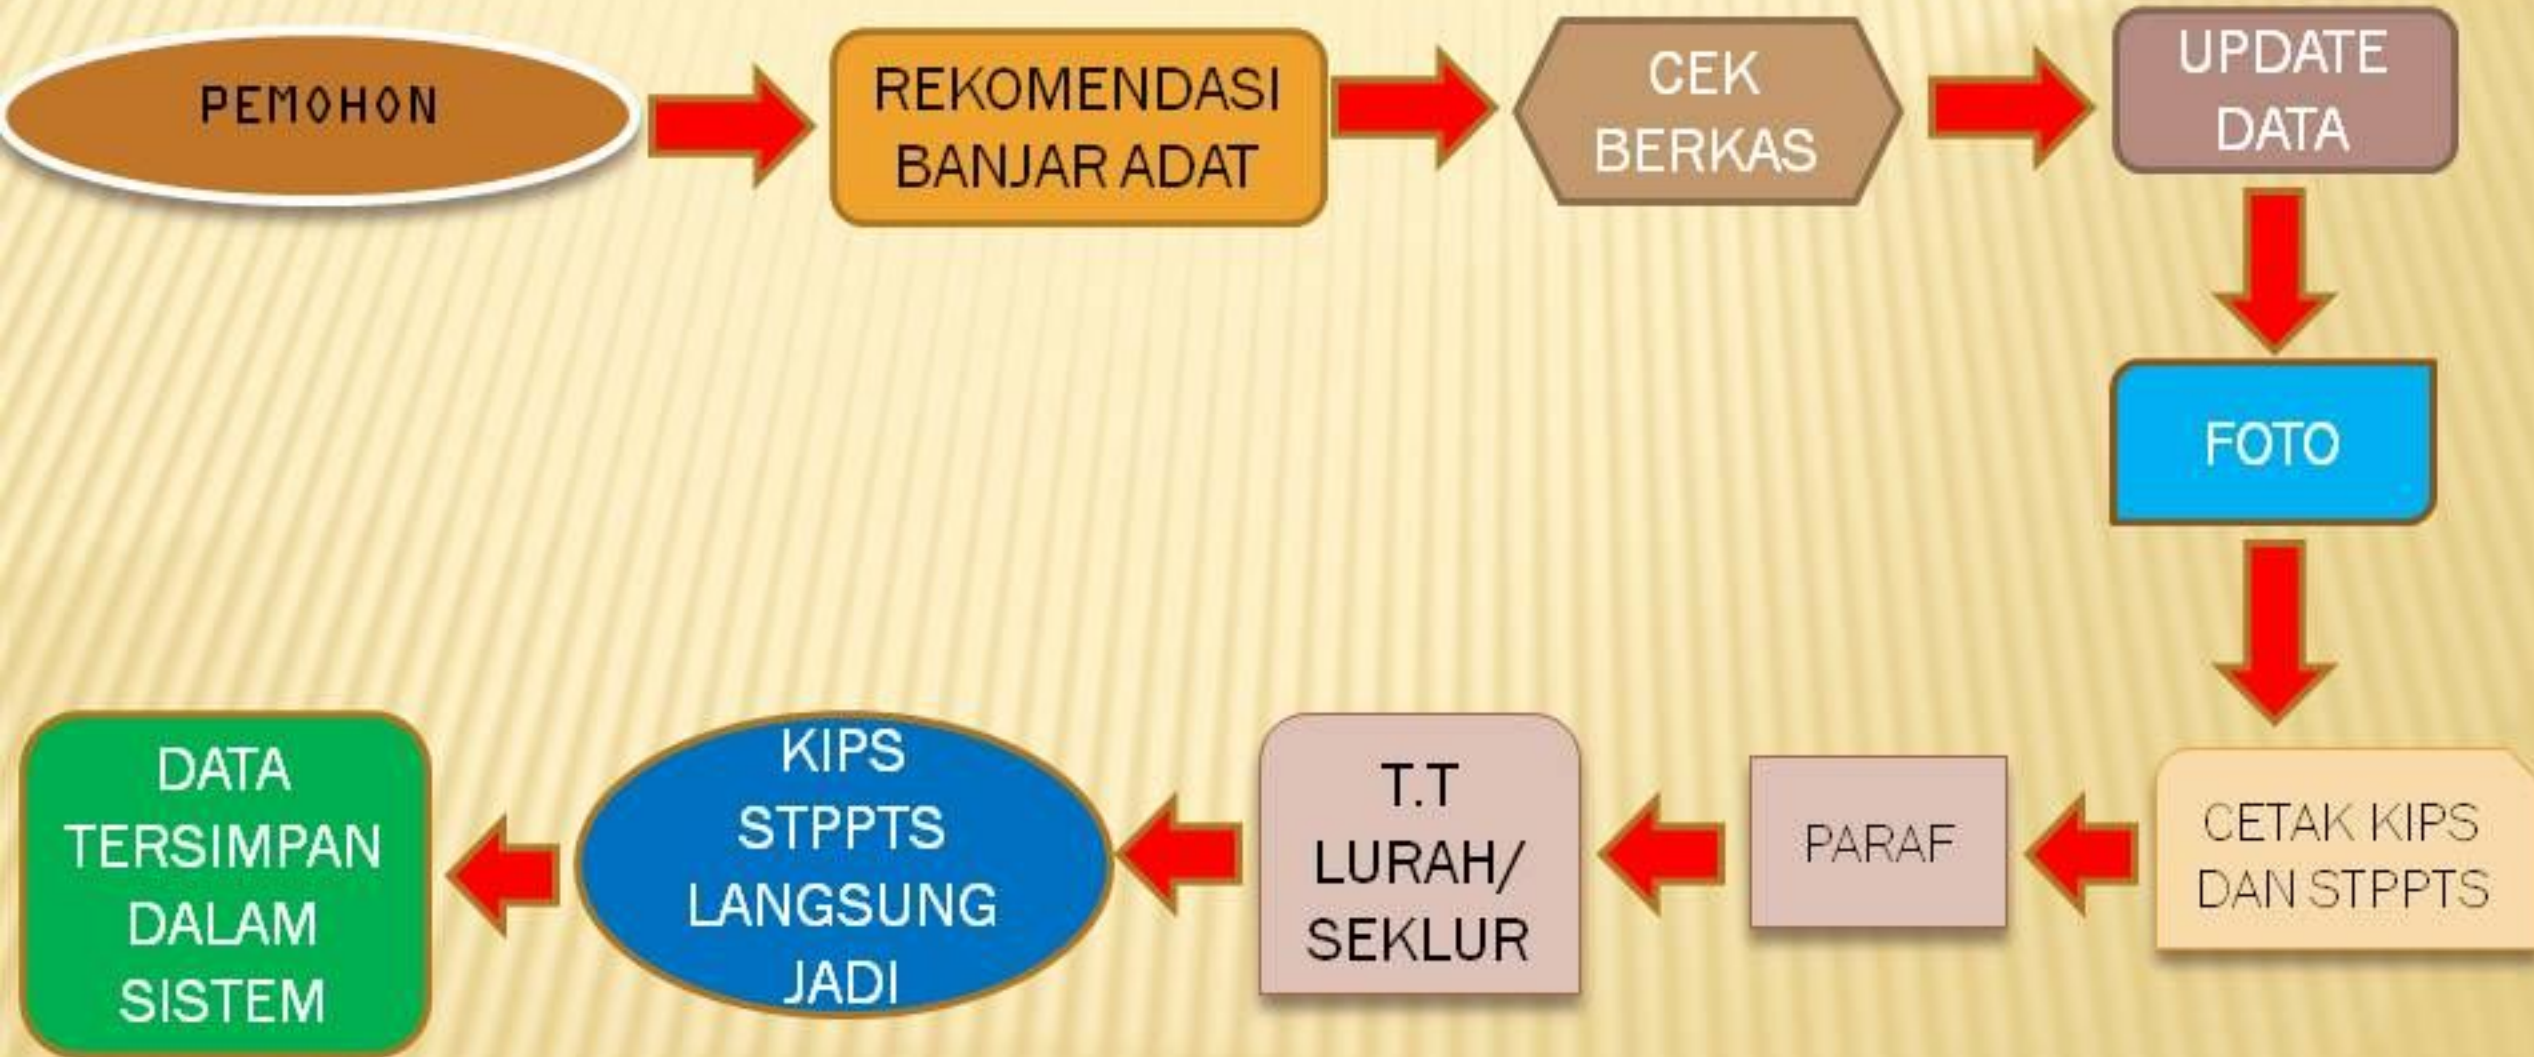 PEMOHON
REKOMENDASI
BANJAR ADAT
CEK
BERKAS
UPDATE
DATA
FOTO
CETAK KIPS
DAN STPPTS
PARAF
T.T
LURAH/
SEKLUR
KIPS
STPPTS
LANGSUNG
JADI
DATA
TERSIMPAN
DALAM
SISTEM